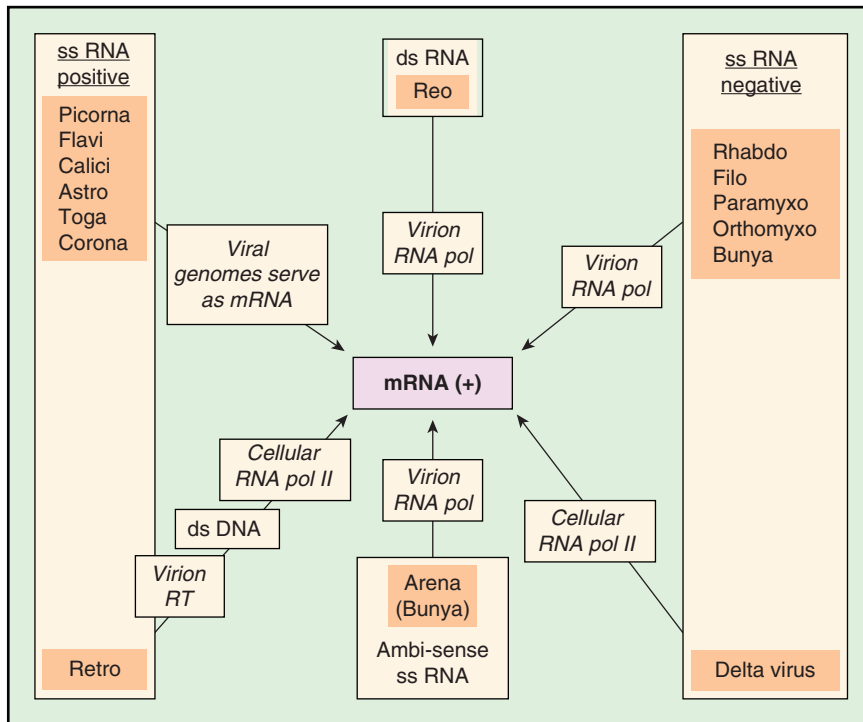 ss RNA
positive
Picorna
Flavi
Calici
Astro
Toga
Corona
Viral
genomes serve
as mRNA
ds RNA
Reo
Virion
RNA pol
ss RNA
negative
Rhabdo
Filo
Paramyxo
Orthomyxo
Bunya
Virion
RNA pol
mRNA (+)
Cellular
RNA pol II
ds DNA
Virion
RT
Retro
Virion
RNA pol
Arena
(Bunya)
Ambi-sense
ss RNA
Cellular
RNA pol II
Delta virus